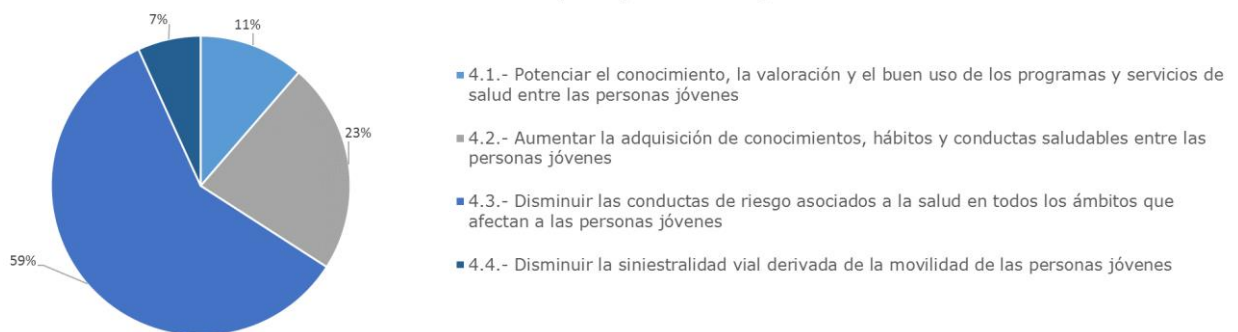 7%
11%
23%
59%
4.1.- Potenciar el conocimiento, la valoración y el buen uso de los programas y servicios de
salud entre las personas jóvenes
4.2.- Aumentar la adquisición de conocimientos, hábitos y conductas saludables entre las
personas jóvenes
4.3.- Disminuir las conductas de riesgo asociados a la salud en todos los ámbitos que
afectan a las personas jóvenes
4.4.- Disminuir la siniestralidad vial derivada de la movilidad de las personas jóvenes